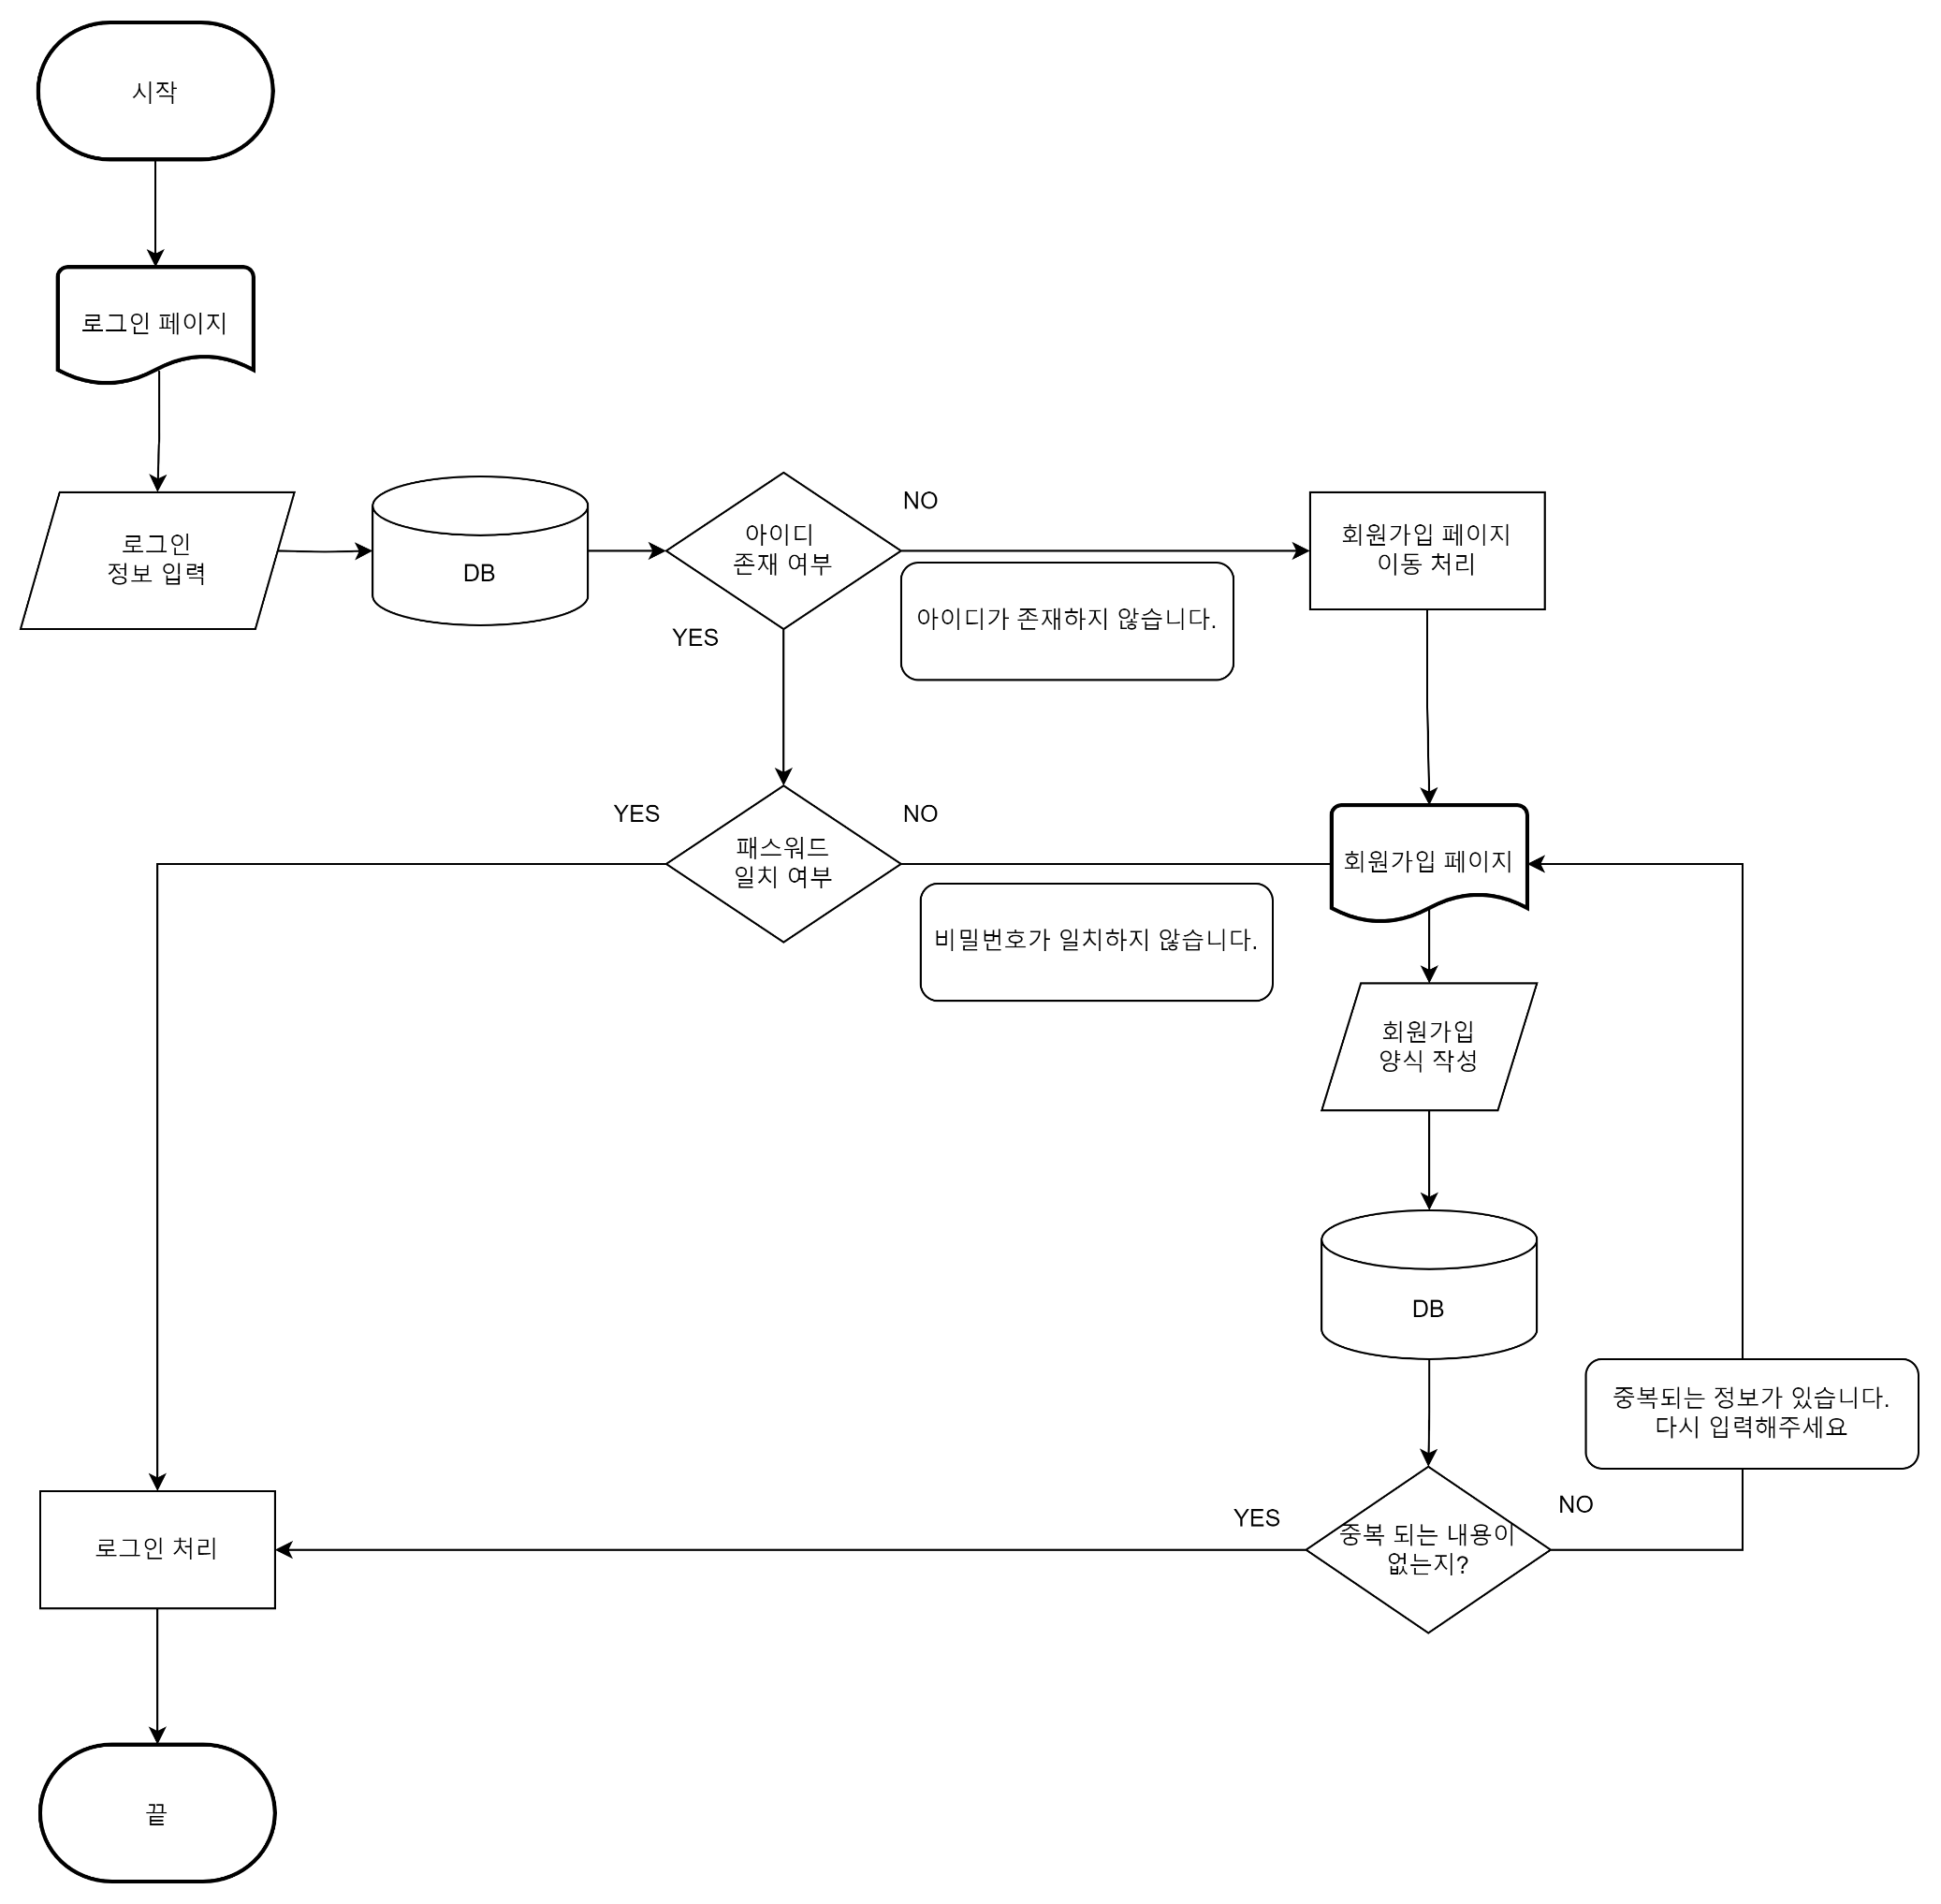 시작
로그인 페이지
로그인
정보 입력
DB
아이디
존재 여부
NO
아이디가 존재하지 않습니다.
회원가입 페이지
이동 처리
YES
패스워드
일치 여부
YES
NO
비밀번호가 일치하지 않습니다.
회원가입 페이지
회원가입
양식 작성
DB
중복되는 정보가 있습니다.
다시 입력해주세요
중복 되는 내용이
없는지?
YES
NO
로그인 처리
끝